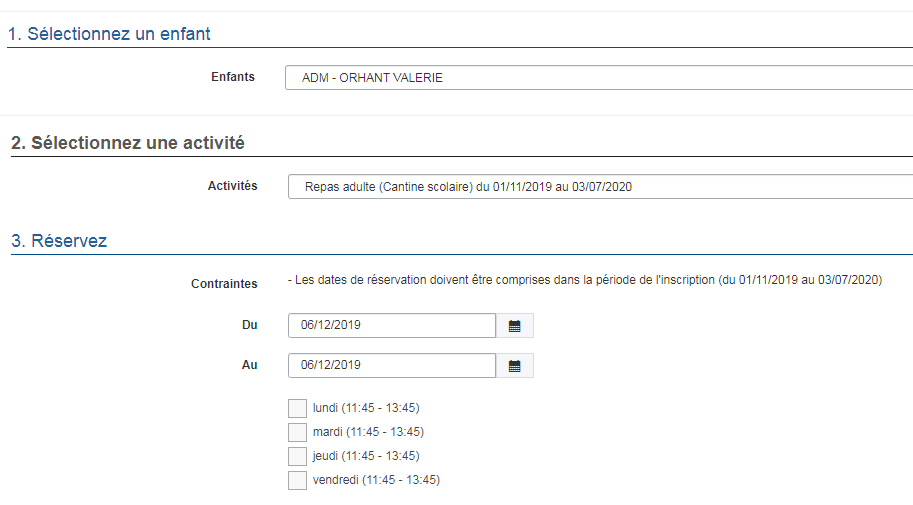 1. Sélectionnez un enfant
Enfants ADM - ORHANT VALERIE
2. Sélectionnez une activité
Activités Repas adulte (Cantine scolaire) du 01/11/2019 au 03/07/2020
3. Réservez
Contraintes - Les dates de réservation doivent être comprises dans la période de l'inscription (du 01/11/2019 au 03/07/2020)
Du 06/12/2019
Au 06/12/2019
lundi (11:45 - 13:45)
mardi (11:45 - 13:45)
jeudi (11:45 - 13:45)
vendredi (11:45 - 13:45)